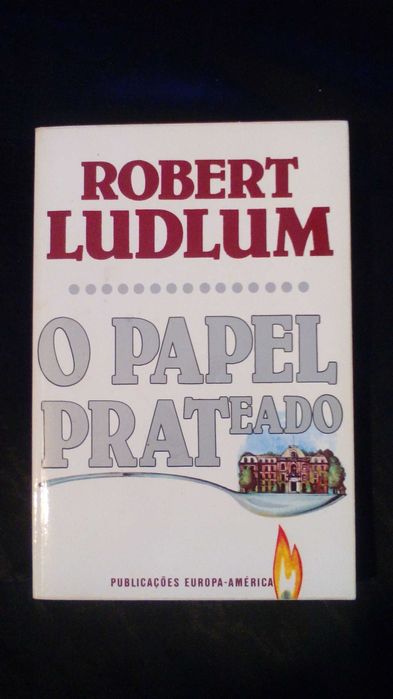 ROBERT
LUDLUM
O PAPEL
PRATEADO
PUBLICAÇÕES EUROPA-AMÉRICA